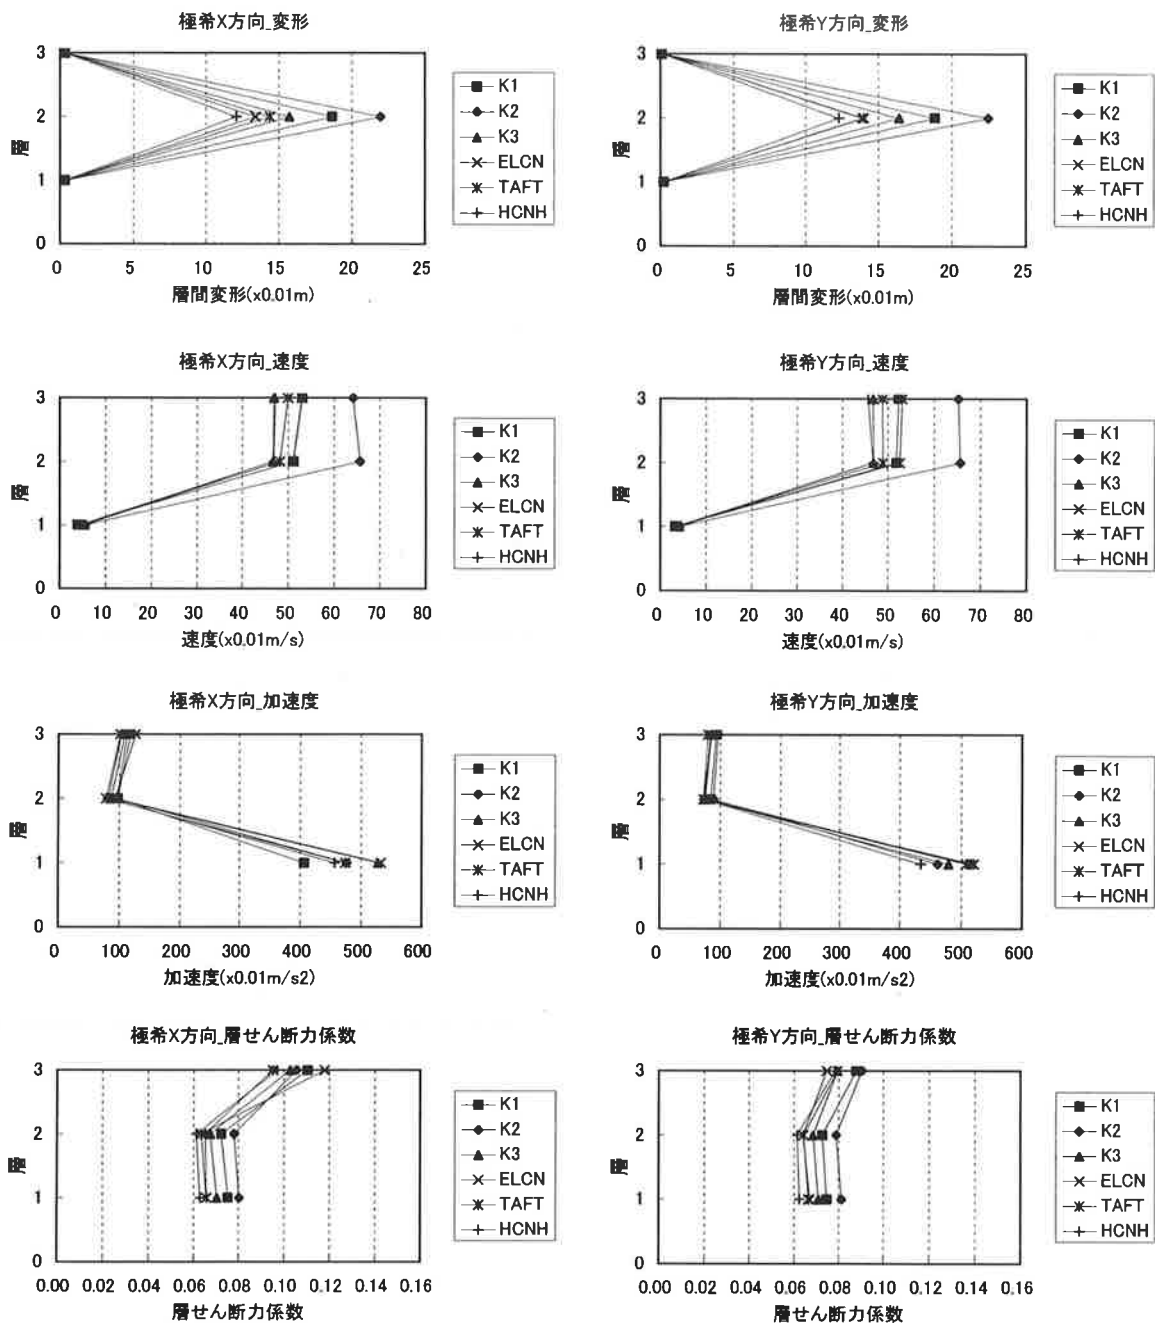 極希X方向_変形
3
2
1
0
層
0 5 10 15 20 25
層間変形(x0.01m)
K1
K2
K3
ELCN
TAFT
HCNH
極希Y方向_変形
3
2
1
0
層
0 5 10 15 20 25
層間変形(x0.01m)
K1
K2
K3
ELCN
TAFT
HCNH
極希X方向_速度
3
2
1
0
層
0 10 20 30 40 50 60 70 80
速度(x0.01m/s)
K1
K2
K3
ELCN
TAFT
HCNH
極希Y方向_速度
3
2
1
0
層
0 10 20 30 40 50 60 70 80
速度(x0.01m/s)
K1
K2
K3
ELCN
TAFT
HCNH
極希X方向_加速度
3
2
1
0
層
0 100 200 300 400 500 600
加速度(x0.01m/s2)
K1
K2
K3
ELCN
TAFT
HCNH
極希Y方向_加速度
3
2
1
0
層
0 100 200 300 400 500 600
加速度(x0.01m/s2)
K1
K2
K3
ELCN
TAFT
HCNH
極希X方向_層せん断力係数
3
2
1
0
層
0.00 0.02 0.04 0.06 0.08 0.10 0.12 0.14 0.16
層せん断力係数
K1
K2
K3
ELCN
TAFT
HCNH
極希Y方向_層せん断力係数
3
2
1
0
層
0.00 0.02 0.04 0.06 0.08 0.10 0.12 0.14 0.16
層せん断力係数
K1
K2
K3
ELCN
TAFT
HCNH